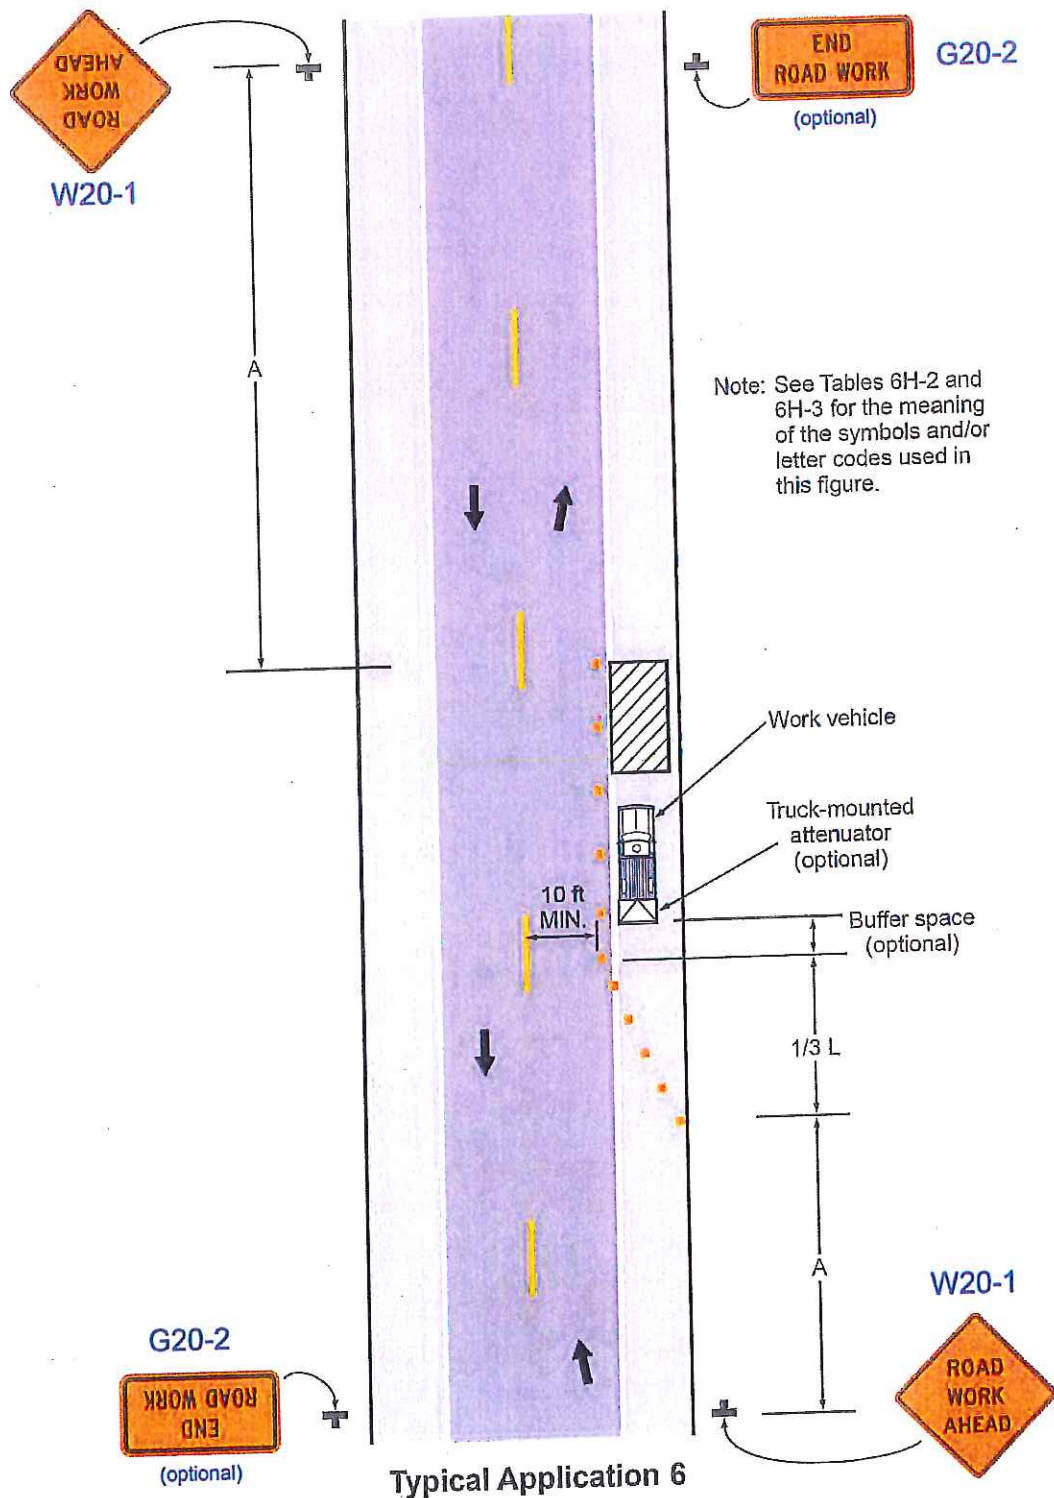 ROAD
WORK
AHEAD
W20-1
END
ROAD WORK
G20-2
(optional)
A
Note: See Tables 6H-2 and
6H-3 for the meaning
of the symbols and/or
letter codes used in
this figure.
Work vehicle
Truck-mounted
attenuator
(optional)
10 ft
MIN.
Buffer space
(optional)
1/3 L
A
W20-1
ROAD
WORK
AHEAD
G20-2
END
ROAD WORK
(optional)
Typical Application 6